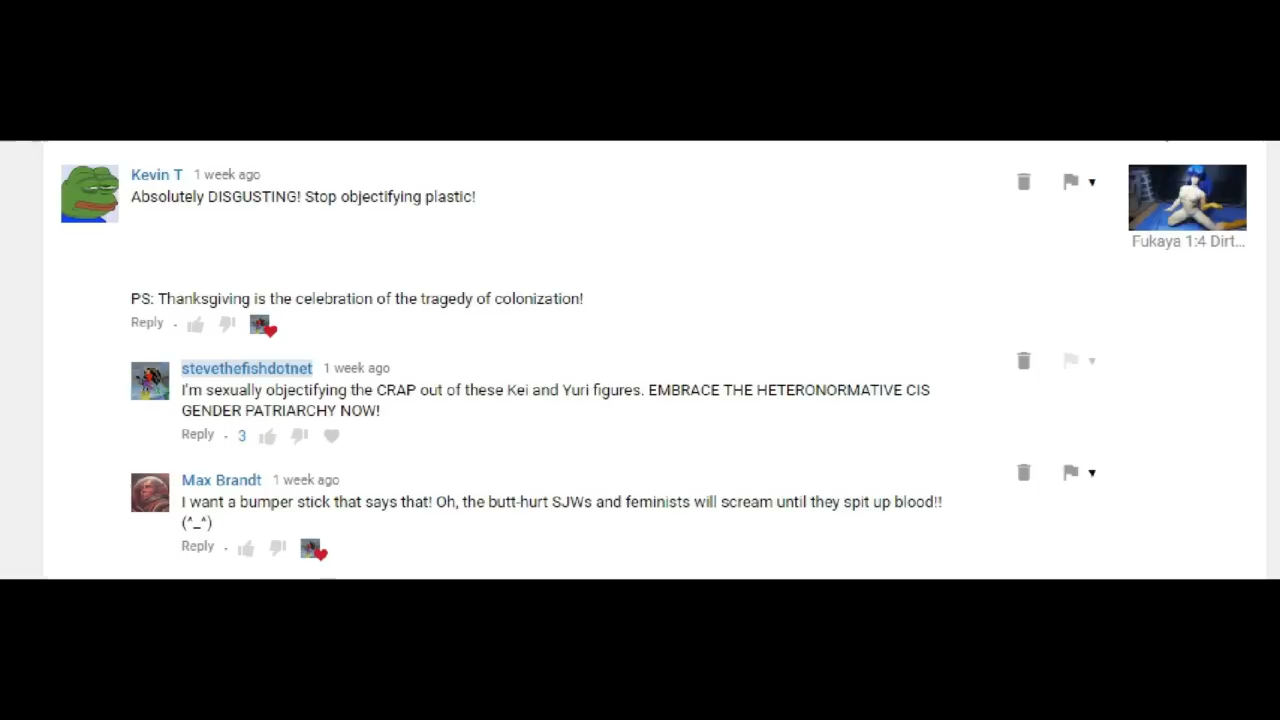 Kevin T 1 week ago
Absolutely DISGUSTING! Stop objectifying plastic!
Fukaya 1:4 Dirt...
PS: Thanksgiving is the celebration of the tragedy of colonization!
Reply
stevethefishdotnet 1 week ago
I'm sexually objectifying the CRAP out of these Kei and Yuri figures. EMBRACE THE HETERONORMATIVE CIS
GENDER PATRIARCHY NOW!
Reply 3
Max Brandt 1 week ago
I want a bumper stick that says that! Oh, the butt-hurt SJWs and feminists will scream until they spit up blood!!
(^_^)
Reply